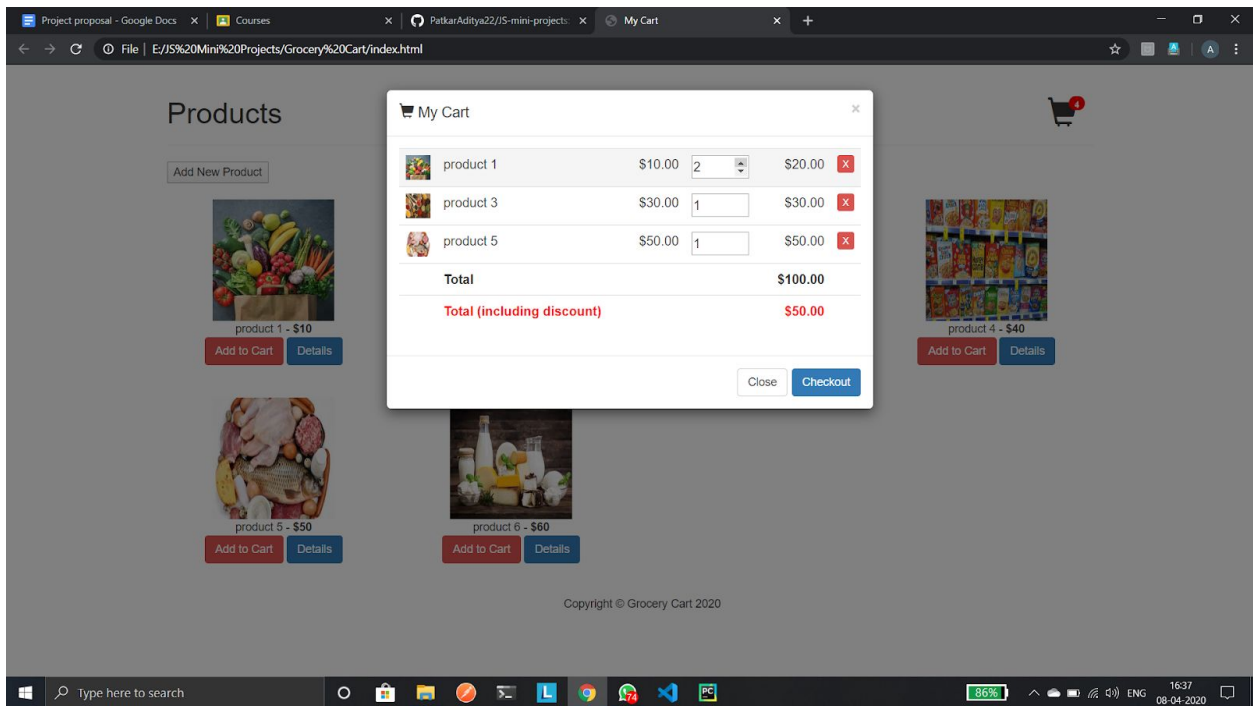 Project proposal - Google Docs
Courses
PatkarAditya22/JS-mini-projects:
My Cart
File | E:/JS%20Mini%20Projects/Grocery%20Cart/index.html
A
Products
4
Add New Product
My Cart
×
product 1 $10.00 2 $20.00 X
product 3 $30.00 1 $30.00 X
product 5 $50.00 1 $50.00 X
Total $100.00
Total (including discount) $50.00
Close Checkout
product 1 - $10
Add to Cart Details
product 4 - $40
Add to Cart Details
product 5 - $50
Add to Cart Details
product 6 - $60
Add to Cart Details
Copyright © Grocery Cart 2020
Type here to search
L
74
PC
86%
ENG
16:37
08-04-2020